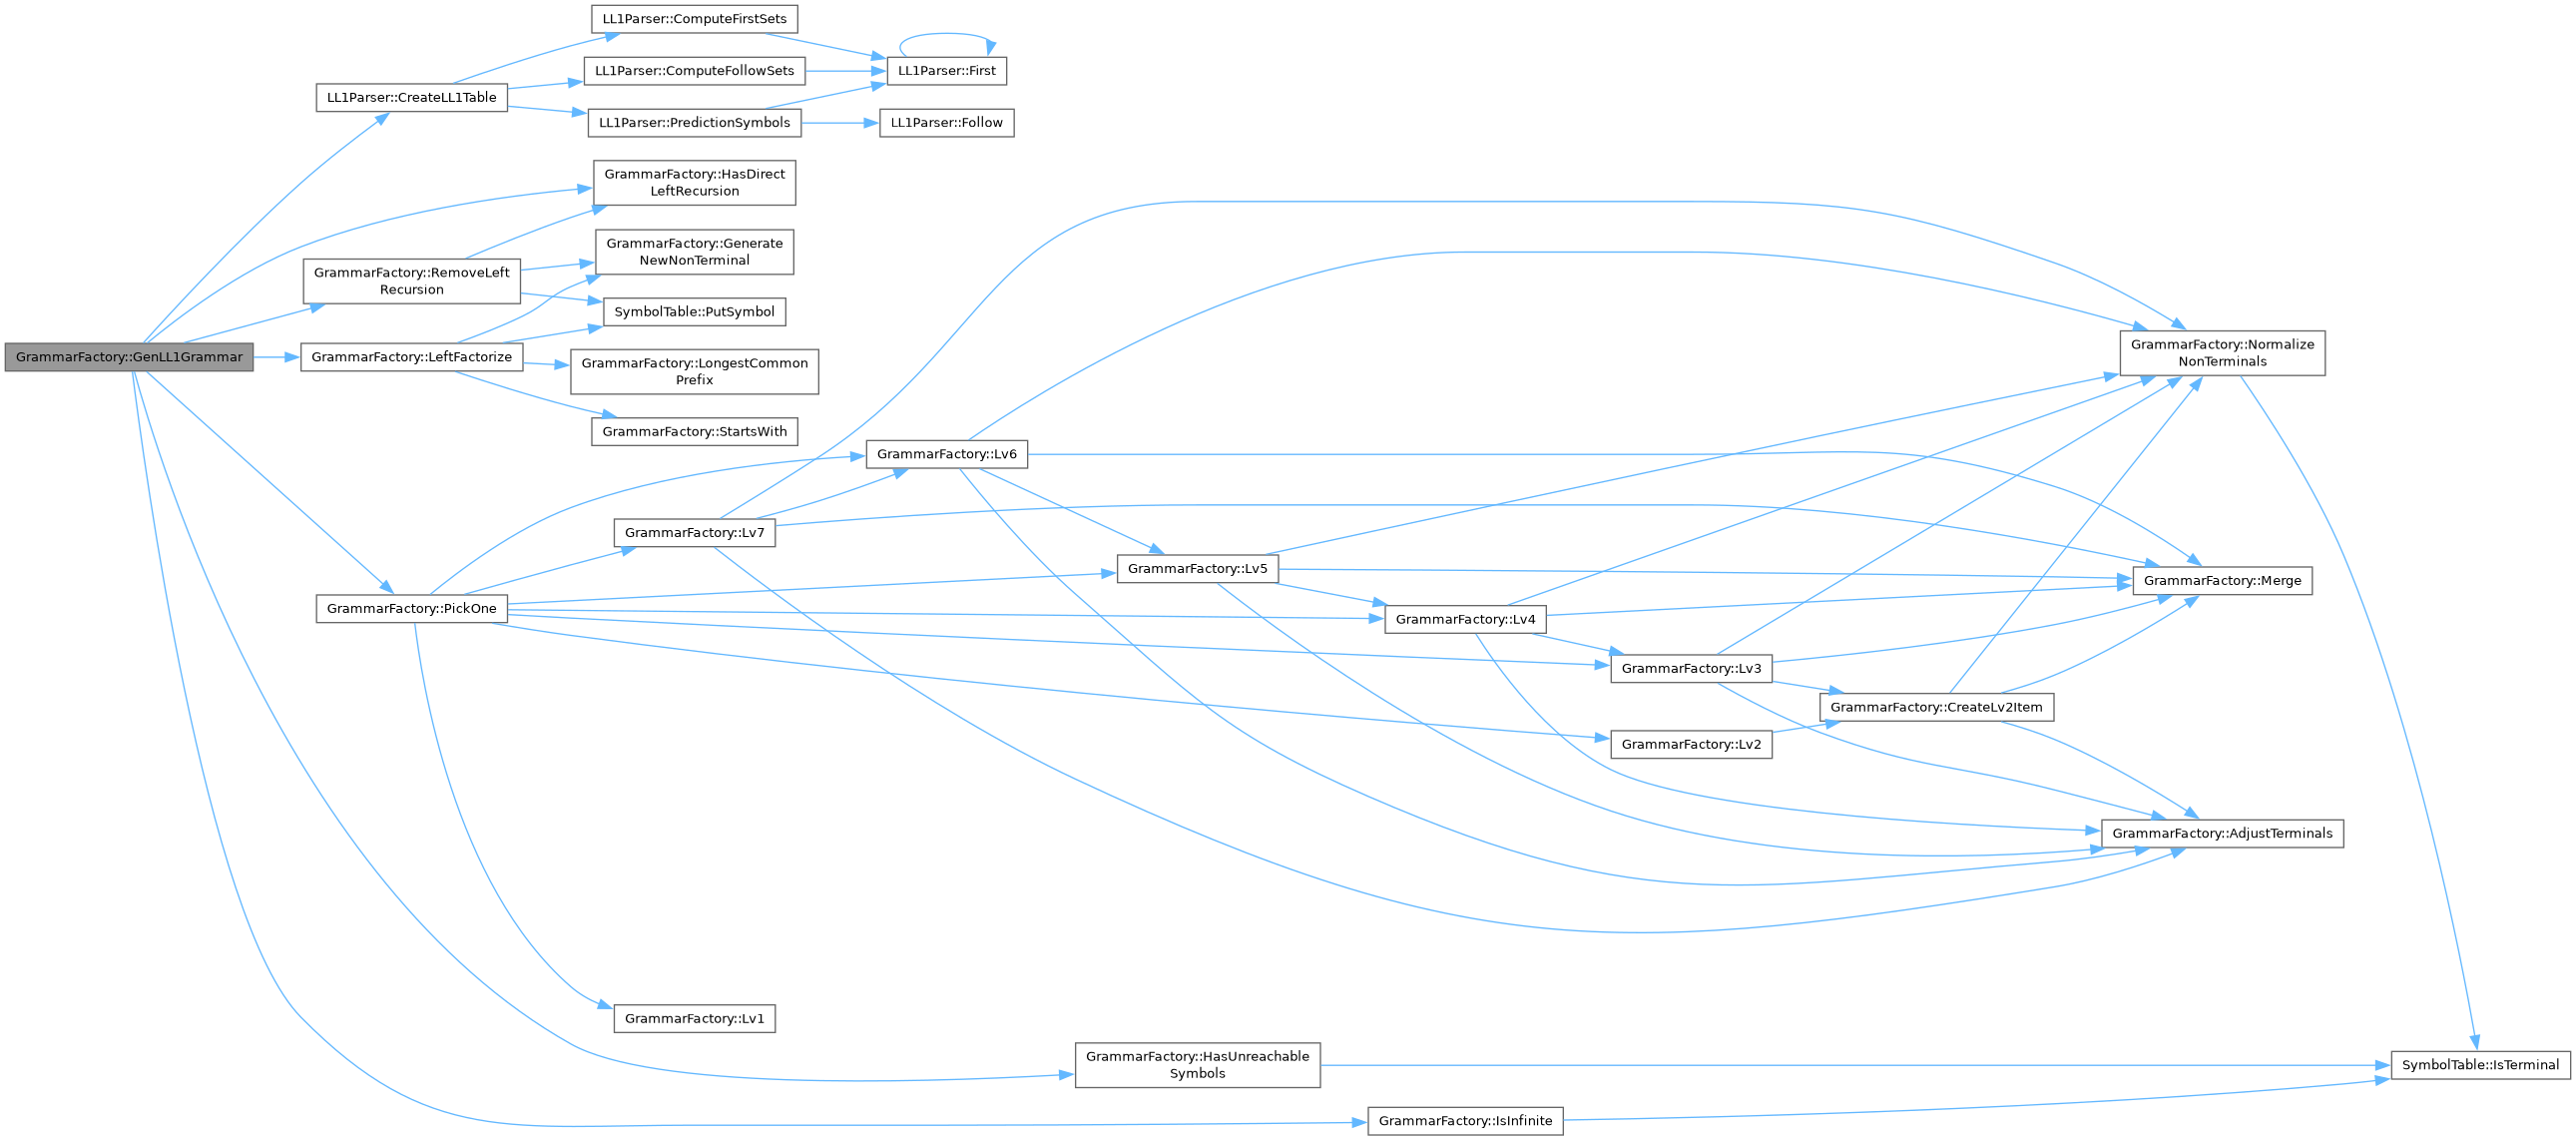 LL1Parser::ComputeFirstSets
LL1Parser::ComputeFollowSets
LL1Parser::First
LL1Parser::CreateLL1Table
LL1Parser::PredictionSymbols
LL1Parser::Follow
GrammarFactory::HasDirect
LeftRecursion
GrammarFactory::Generate
NewNonTerminal
GrammarFactory::RemoveLeft
Recursion
SymbolTable::PutSymbol
GrammarFactory::GenLL1Grammar
GrammarFactory::LeftFactorize
GrammarFactory::LongestCommon
Prefix
GrammarFactory::Normalize
NonTerminals
GrammarFactory::StartsWith
GrammarFactory::Lv6
GrammarFactory::Lv7
GrammarFactory::Lv5
GrammarFactory::Merge
GrammarFactory::PickOne
GrammarFactory::Lv4
GrammarFactory::Lv3
GrammarFactory::CreateLv2Item
GrammarFactory::Lv2
GrammarFactory::AdjustTerminals
GrammarFactory::Lv1
GrammarFactory::HasUnreachable
Symbols
SymbolTable::IsTerminal
GrammarFactory::IsInfinite